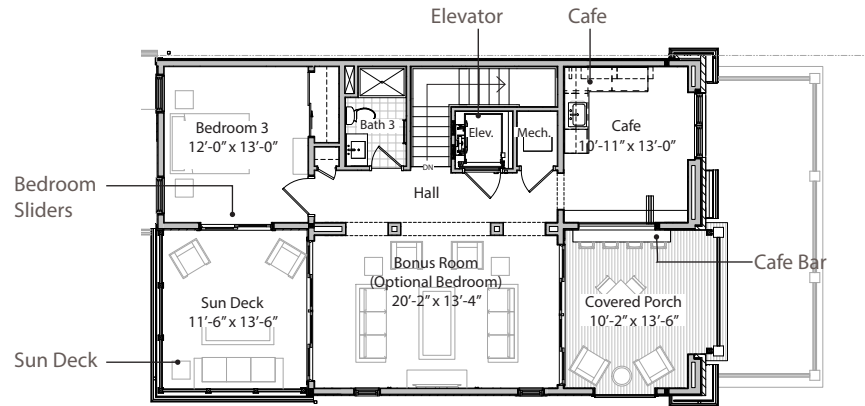 Elevator
Cafe
Bedroom 3
12'-0" x 13'-0"
Bath 3
Elev.
Mech.
Cafe
10'-11" x 13'-0"
DN
Hall
Bedroom
Sliders
Bonus Room
(Optional Bedroom)
20'-2" x 13'-4"
Cafe Bar
Sun Deck
11'-6" x 13'-6"
Covered Porch
10'-2" x 13'-6"
Sun Deck